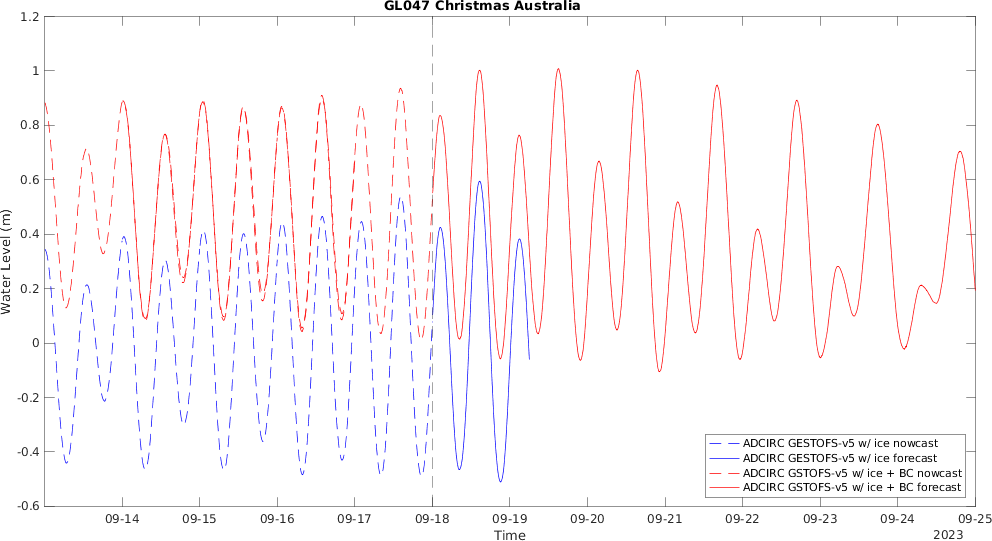 GL047 Christmas Australia
1.2
1
0.8
0.6
0.4
0.2
0
-0.2
-0.4
-0.6
Water Level (m)
ADCIRC GESTOFS-v5 w/ ice nowcast
ADCIRC GESTOFS-v5 w/ ice forecast
ADCIRC GSTOFS-v5 w/ ice + BC nowcast
ADCIRC GSTOFS-v5 w/ ice + BC forecast
09-14 09-15 09-16 09-17 09-18 09-19 09-20 09-21 09-22 09-23 09-24 09-25
Time
2023